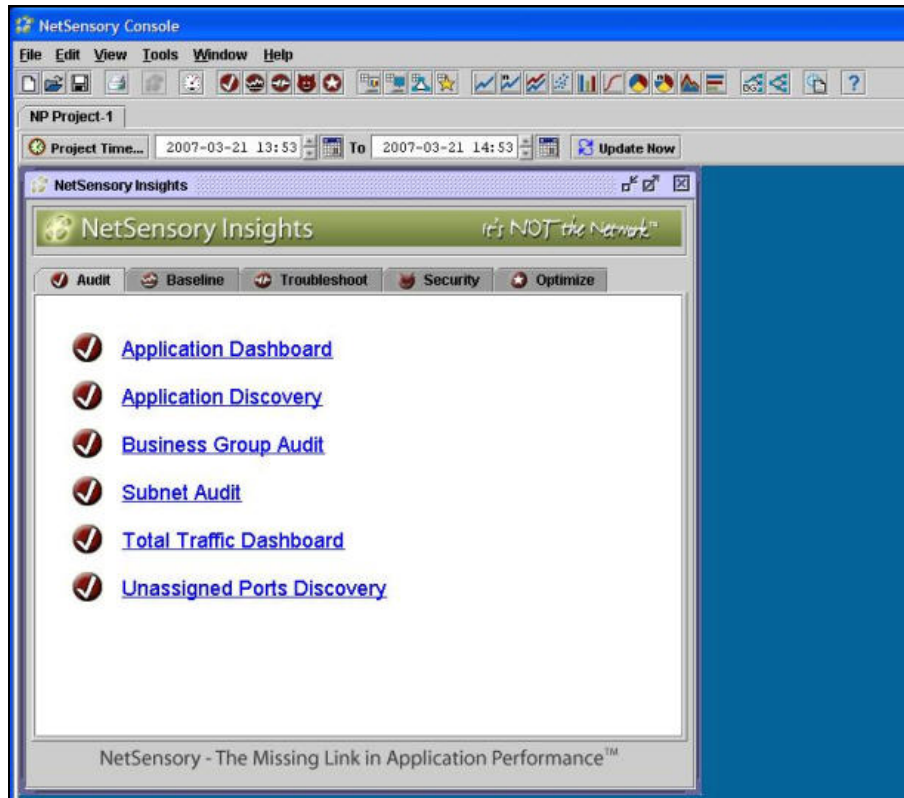 NetSensory Console
File Edit View Tools Window Help
NP Project-1
Project Time... 2007-03-21 13:53 To 2007-03-21 14:53 Update Now
NetSensory Insights
NetSensory Insights It's NOT the Network™
Audit Baseline Troubleshoot Security Optimize
Application Dashboard
Application Discovery
Business Group Audit
Subnet Audit
Total Traffic Dashboard
Unassigned Ports Discovery
NetSensory - The Missing Link in Application Performance™